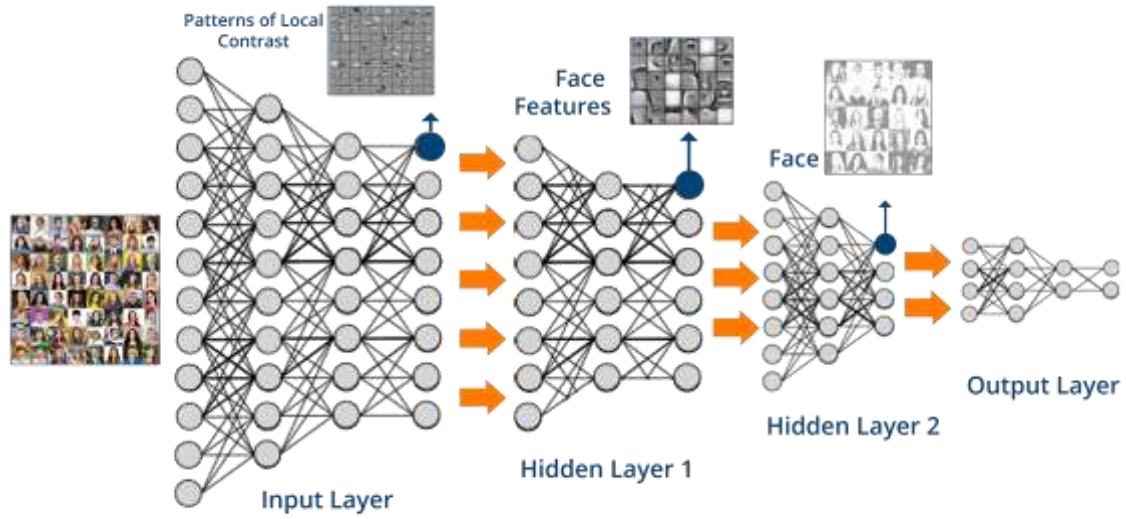 Patterns of Local
Contrast
Face
Features
Face
Input Layer
Hidden Layer 1
Hidden Layer 2
Output Layer